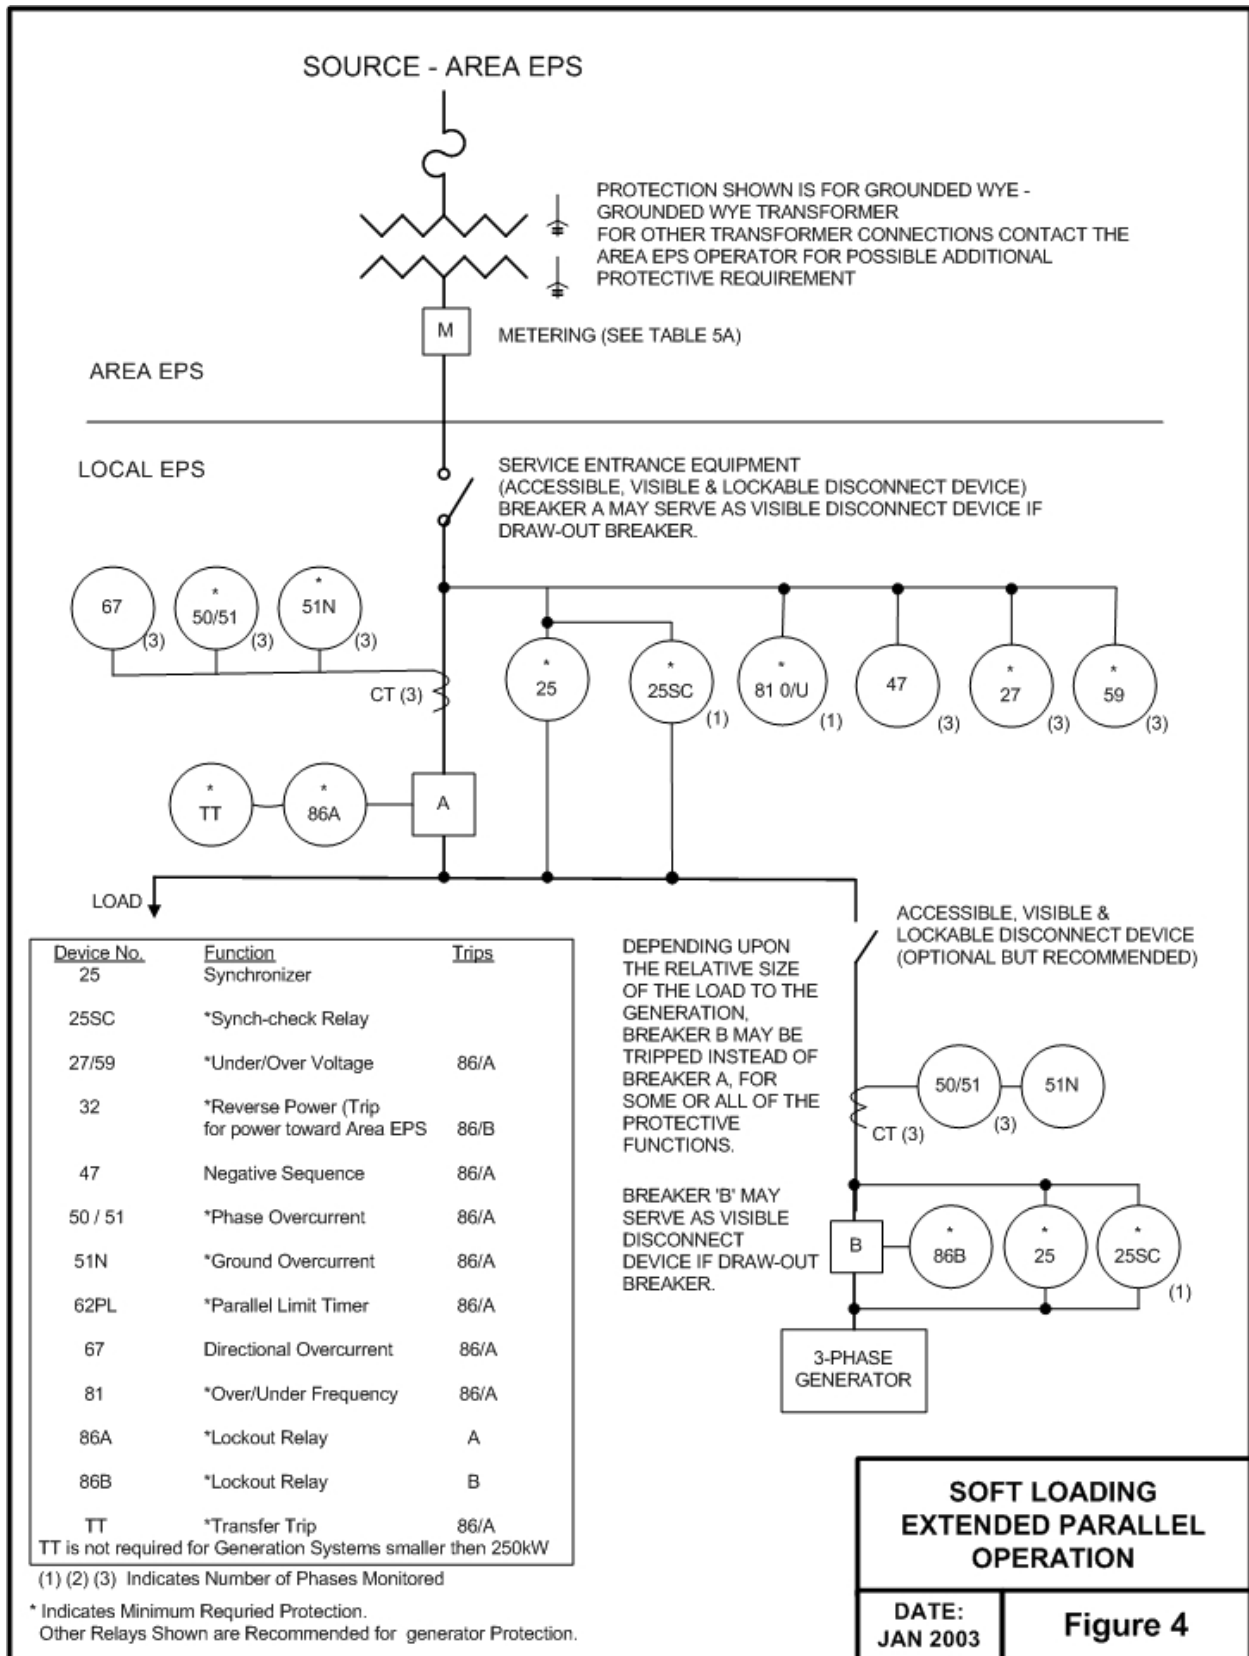 SOURCE - AREA EPS
PROTECTION SHOWN IS FOR GROUNDED WYE -
GROUNDED WYE TRANSFORMER
FOR OTHER TRANSFORMER CONNECTIONS CONTACT THE
AREA EPS OPERATOR FOR POSSIBLE ADDITIONAL
PROTECTIVE REQUIREMENT
M
METERING (SEE TABLE 5A)
AREA EPS
LOCAL EPS
SERVICE ENTRANCE EQUIPMENT
(ACCESSIBLE, VISIBLE & LOCKABLE DISCONNECT DEVICE)
BREAKER A MAY SERVE AS VISIBLE DISCONNECT DEVICE IF
DRAW-OUT BREAKER.
67
(3)
*
50/51
(3)
*
51N
(3)
CT (3)
*
25
*
25SC
(1)
*
81 0/U
(1)
47
(3)
*
27
(3)
*
59
(3)
*
TT
*
86A
A
LOAD
Device No. Function Trips
25 Synchronizer
25SC *Synch-check Relay
27/59 *Under/Over Voltage 86/A
32 *Reverse Power (Trip
for power toward Area EPS 86/B
47 Negative Sequence 86/A
50 / 51 *Phase Overcurrent 86/A
51N *Ground Overcurrent 86/A
62PL *Parallel Limit Timer 86/A
67 Directional Overcurrent 86/A
81 *Over/Under Frequency 86/A
86A *Lockout Relay A
86B *Lockout Relay B
TT *Transfer Trip 86/A
TT is not required for Generation Systems smaller then 250kW
(1) (2) (3) Indicates Number of Phases Monitored
* Indicates Minimum Requried Protection.
Other Relays Shown are Recommended for generator Protection.
DEPENDING UPON
THE RELATIVE SIZE
OF THE LOAD TO THE
GENERATION,
BREAKER B MAY BE
TRIPPED INSTEAD OF
BREAKER A, FOR
SOME OR ALL OF THE
PROTECTIVE
FUNCTIONS.
BREAKER 'B' MAY
SERVE AS VISIBLE
DISCONNECT
DEVICE IF DRAW-OUT
BREAKER.
ACCESSIBLE, VISIBLE &
LOCKABLE DISCONNECT DEVICE
(OPTIONAL BUT RECOMMENDED)
50/51
(3)
51N
CT (3)
B
*
86B
*
25
*
25SC
(1)
3-PHASE
GENERATOR
SOFT LOADING
EXTENDED PARALLEL
OPERATION
DATE:
JAN 2003
Figure 4